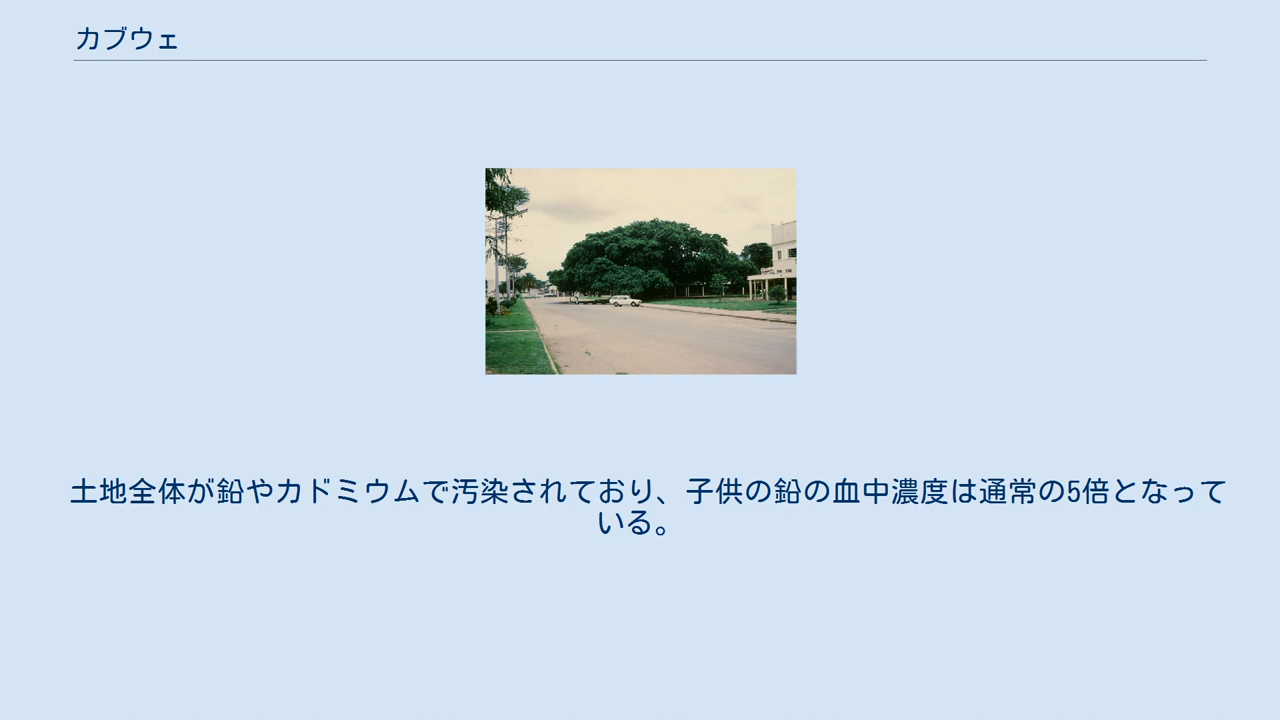 カブウェ
土地全体が鉛やカドミウムで汚染されており、子供の鉛の血中濃度は通常の5倍となって
いる。